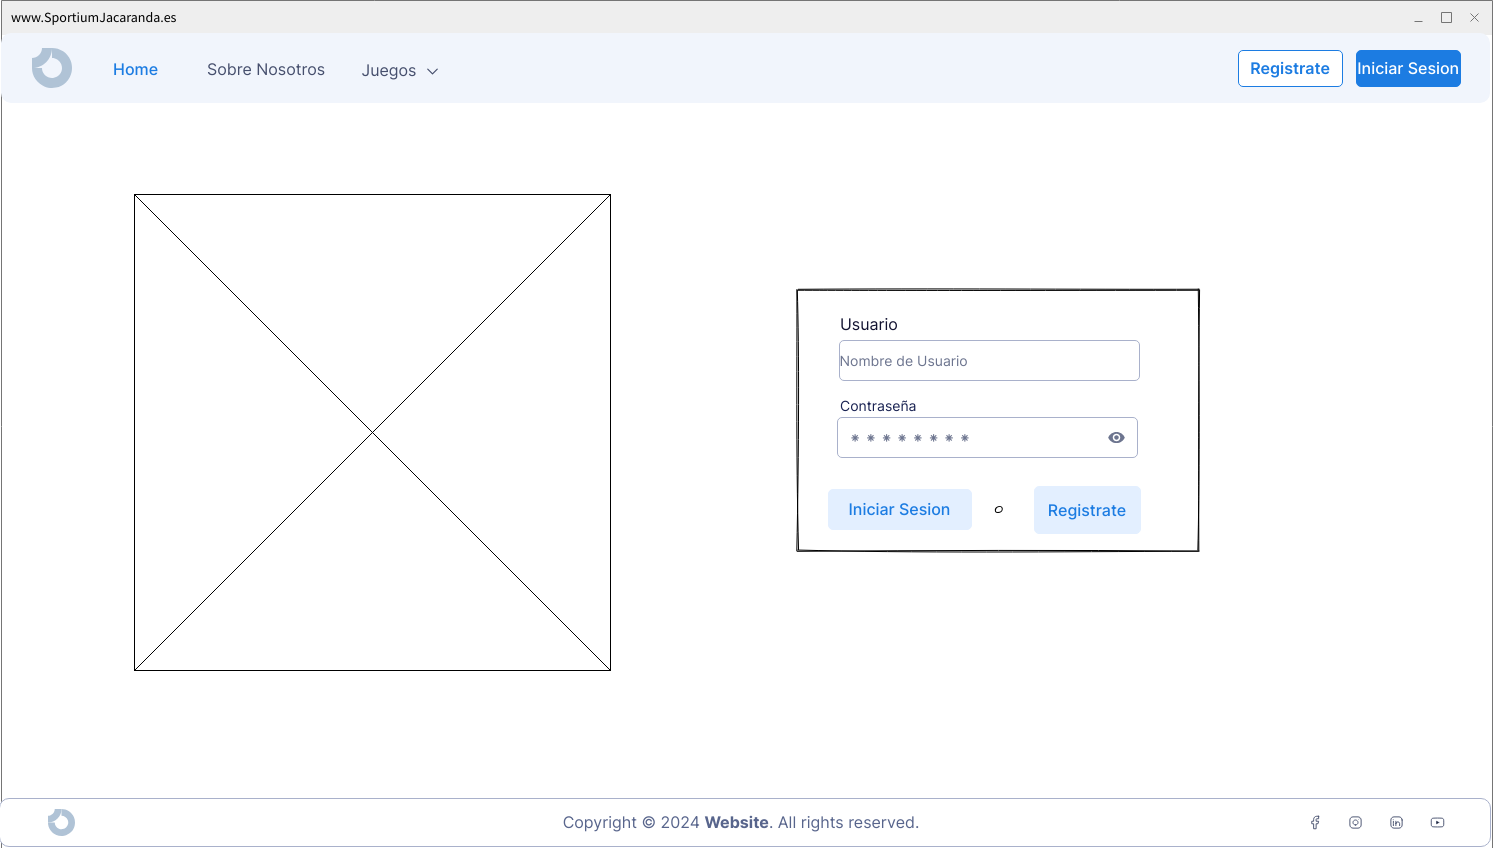 www.SportiumJacaranda.es
Home Sobre Nosotros Juegos Registrate Iniciar Sesion
Usuario
Nombre de Usuario
Contraseña
********
Iniciar Sesion o Registrate
Copyright © 2024 Website. All rights reserved.